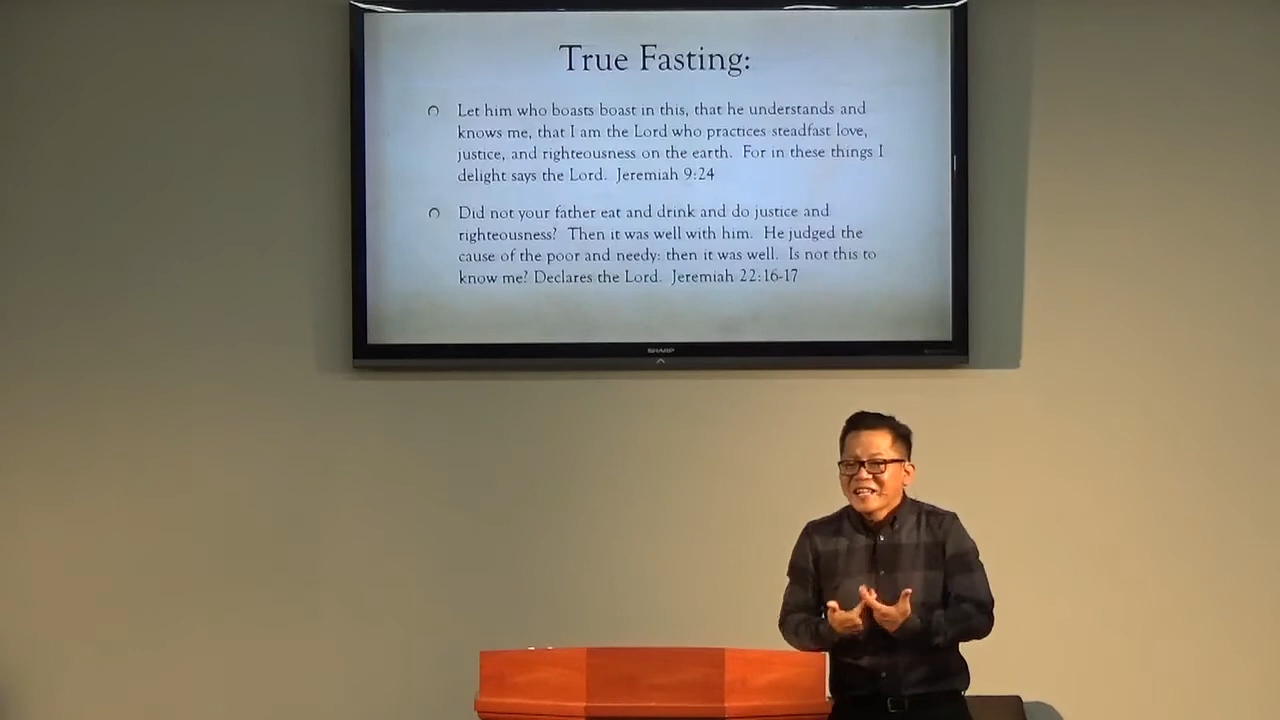 True Fasting:
Let him who boasts boast in this, that he understands and
knows me, that I am the Lord who practices steadfast love,
justice, and righteousness on the earth. For in these things I
delight says the Lord. Jeremiah 9:24
Did not your father eat and drink and do justice and
righteousness? Then it was well with him. He judged the
cause of the poor and needy: then it was well. Is not this to
know me? Declares the Lord. Jeremiah 22:16-17
SHARP